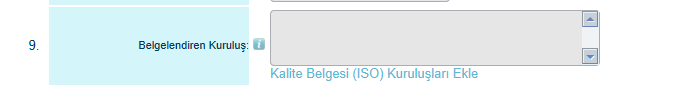 9. Belgelendiren Kuruluş: i
Kalite Belgesi (ISO) Kuruluşları Ekle